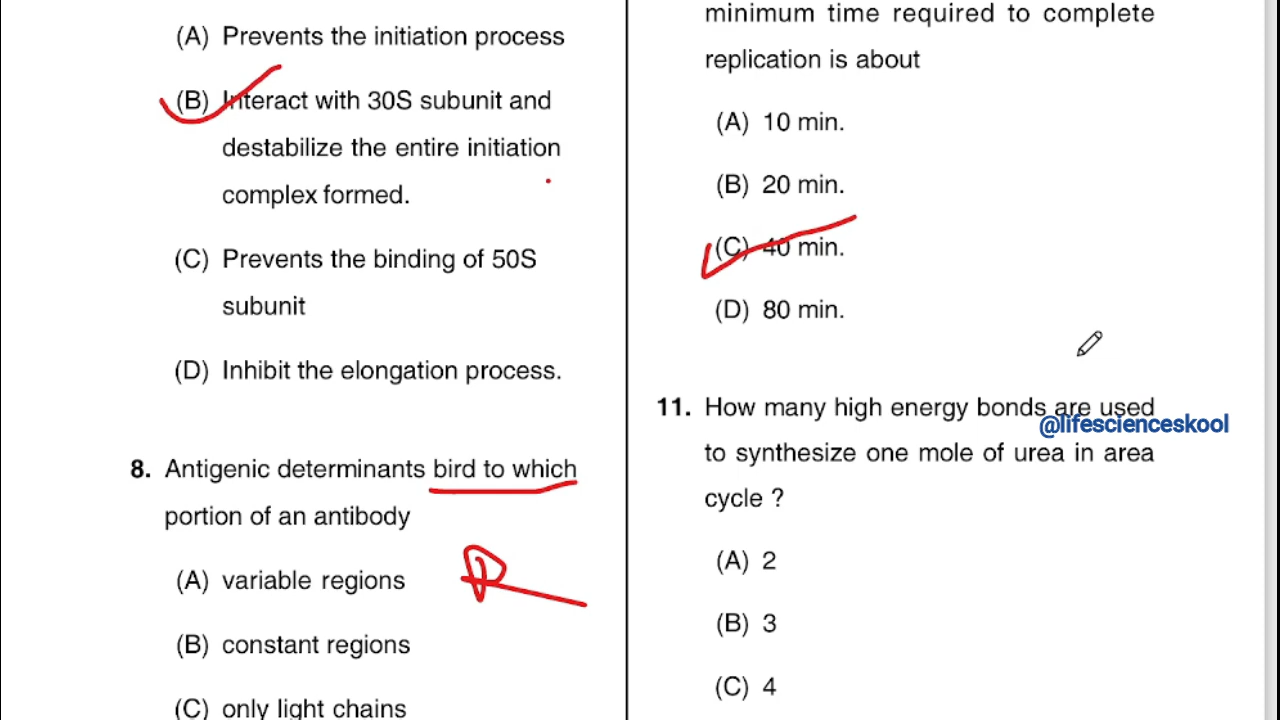 (A) Prevents the initiation process
(B) Interact with 30S subunit and
destabilize the entire initiation
complex formed.
(C) Prevents the binding of 50S
subunit
(D) Inhibit the elongation process.
8. Antigenic determinants bird to which
portion of an antibody
(A) variable regions
(B) constant regions
(C) only light chains
minimum time required to complete
replication is about
(A) 10 min.
(B) 20 min.
(C) 40 min.
(D) 80 min.
11. How many high energy bonds are used
@lifescienceskool
to synthesize one mole of urea in area
cycle ?
(A) 2
(B) 3
(C) 4